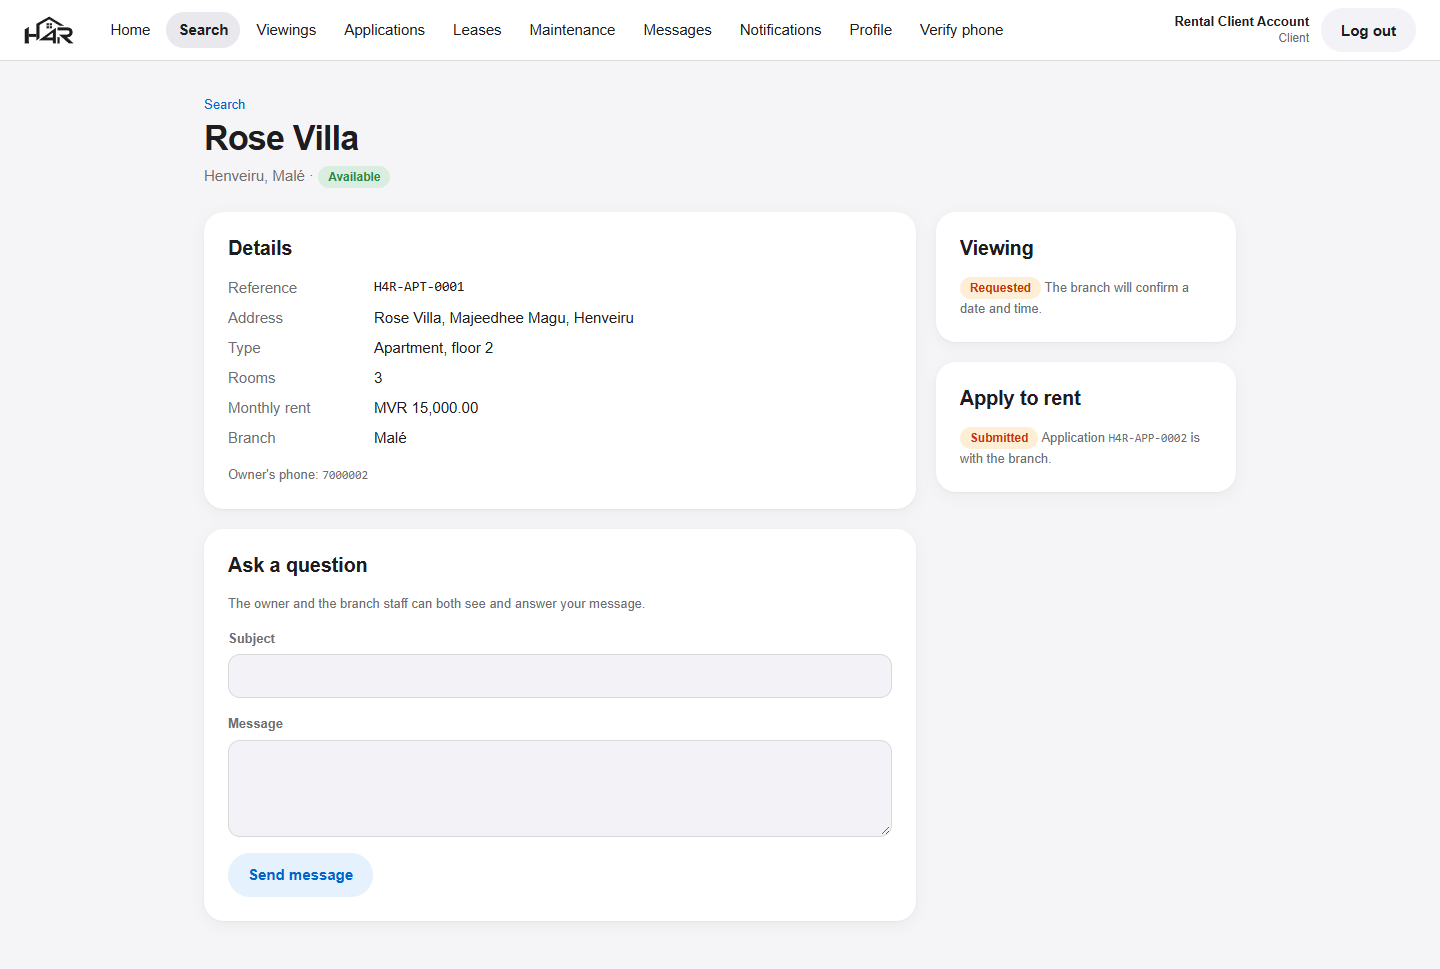 H4R
Home
Search
Viewings
Applications
Leases
Maintenance
Messages
Notifications
Profile
Verify phone
Rental Client Account
Client
Log out
Search
Rose Villa
Henveiru, Malé · Available
Details
Reference H4R-APT-0001
Address Rose Villa, Majeedhee Magu, Henveiru
Type Apartment, floor 2
Rooms 3
Monthly rent MVR 15,000.00
Branch Malé
Owner's phone: 7000002
Viewing
Requested The branch will confirm a
date and time.
Apply to rent
Submitted Application H4R-APP-0002 is
with the branch.
Ask a question
The owner and the branch staff can both see and answer your message.
Subject
Message
Send message